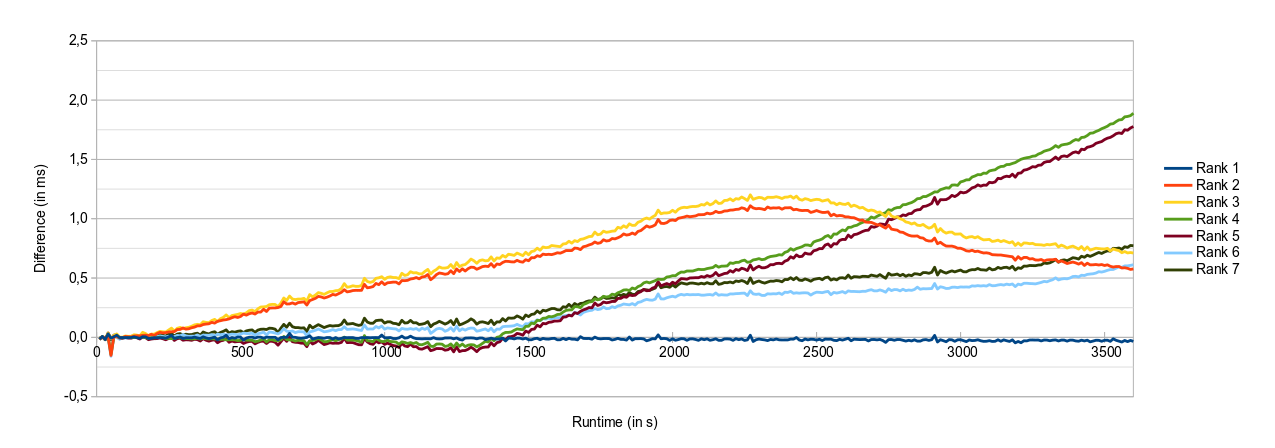 2,5
2,0
1,5
1,0
0,5
0,0
-0,5
Difference (in ms)
0
500
1000
1500
2000
2500
3000
3500
Runtime (in s)
Rank 1
Rank 2
Rank 3
Rank 4
Rank 5
Rank 6
Rank 7